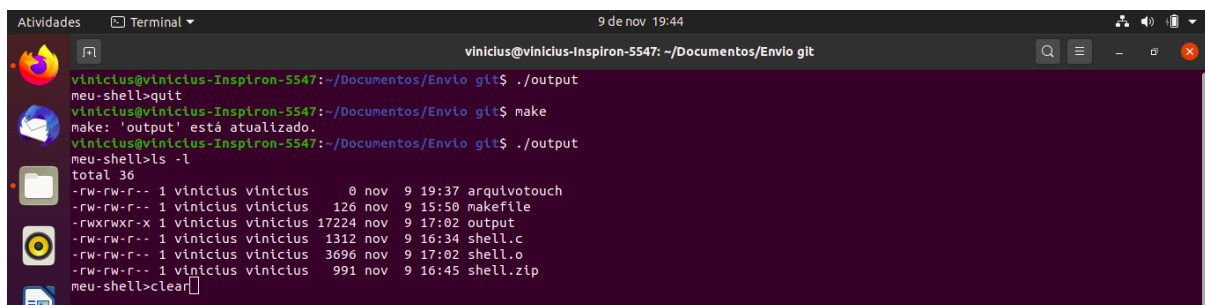 Atividades Terminal 9 de nov 19:44
vinicius@vinicius-Inspiron-5547: ~/Documentos/Envio git
vinicius@vinicius-Inspiron-5547:~/Documentos/Envio git$ ./output
meu-shell>quit
vinicius@vinicius-Inspiron-5547:~/Documentos/Envio git$ make
make: 'output' está atualizado.
vinicius@vinicius-Inspiron-5547:~/Documentos/Envio git$ ./output
meu-shell>ls -l
total 36
-rw-rw-r-- 1 vinicius vinicius     0 nov  9 19:37 arquivotouch
-rw-rw-r-- 1 vinicius vinicius   126 nov  9 15:50 makefile
-rwxrwxr-x 1 vinicius vinicius 17224 nov  9 17:02 output
-rw-rw-r-- 1 vinicius vinicius  1312 nov  9 16:34 shell.c
-rw-rw-r-- 1 vinicius vinicius  3696 nov  9 17:02 shell.o
-rw-rw-r-- 1 vinicius vinicius   991 nov  9 16:45 shell.zip
meu-shell>clear